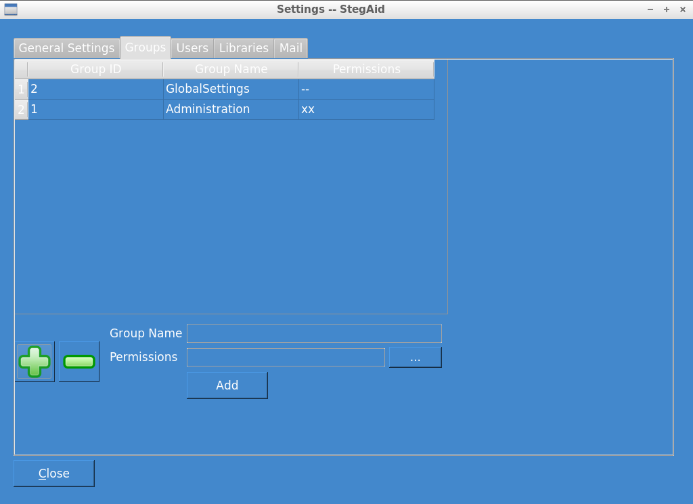 Settings -- StegAid
General Settings Groups Users Libraries Mail
Group ID Group Name Permissions
1 2 GlobalSettings --
2 1 Administration xx
Group Name
Permissions ...
Add
Close